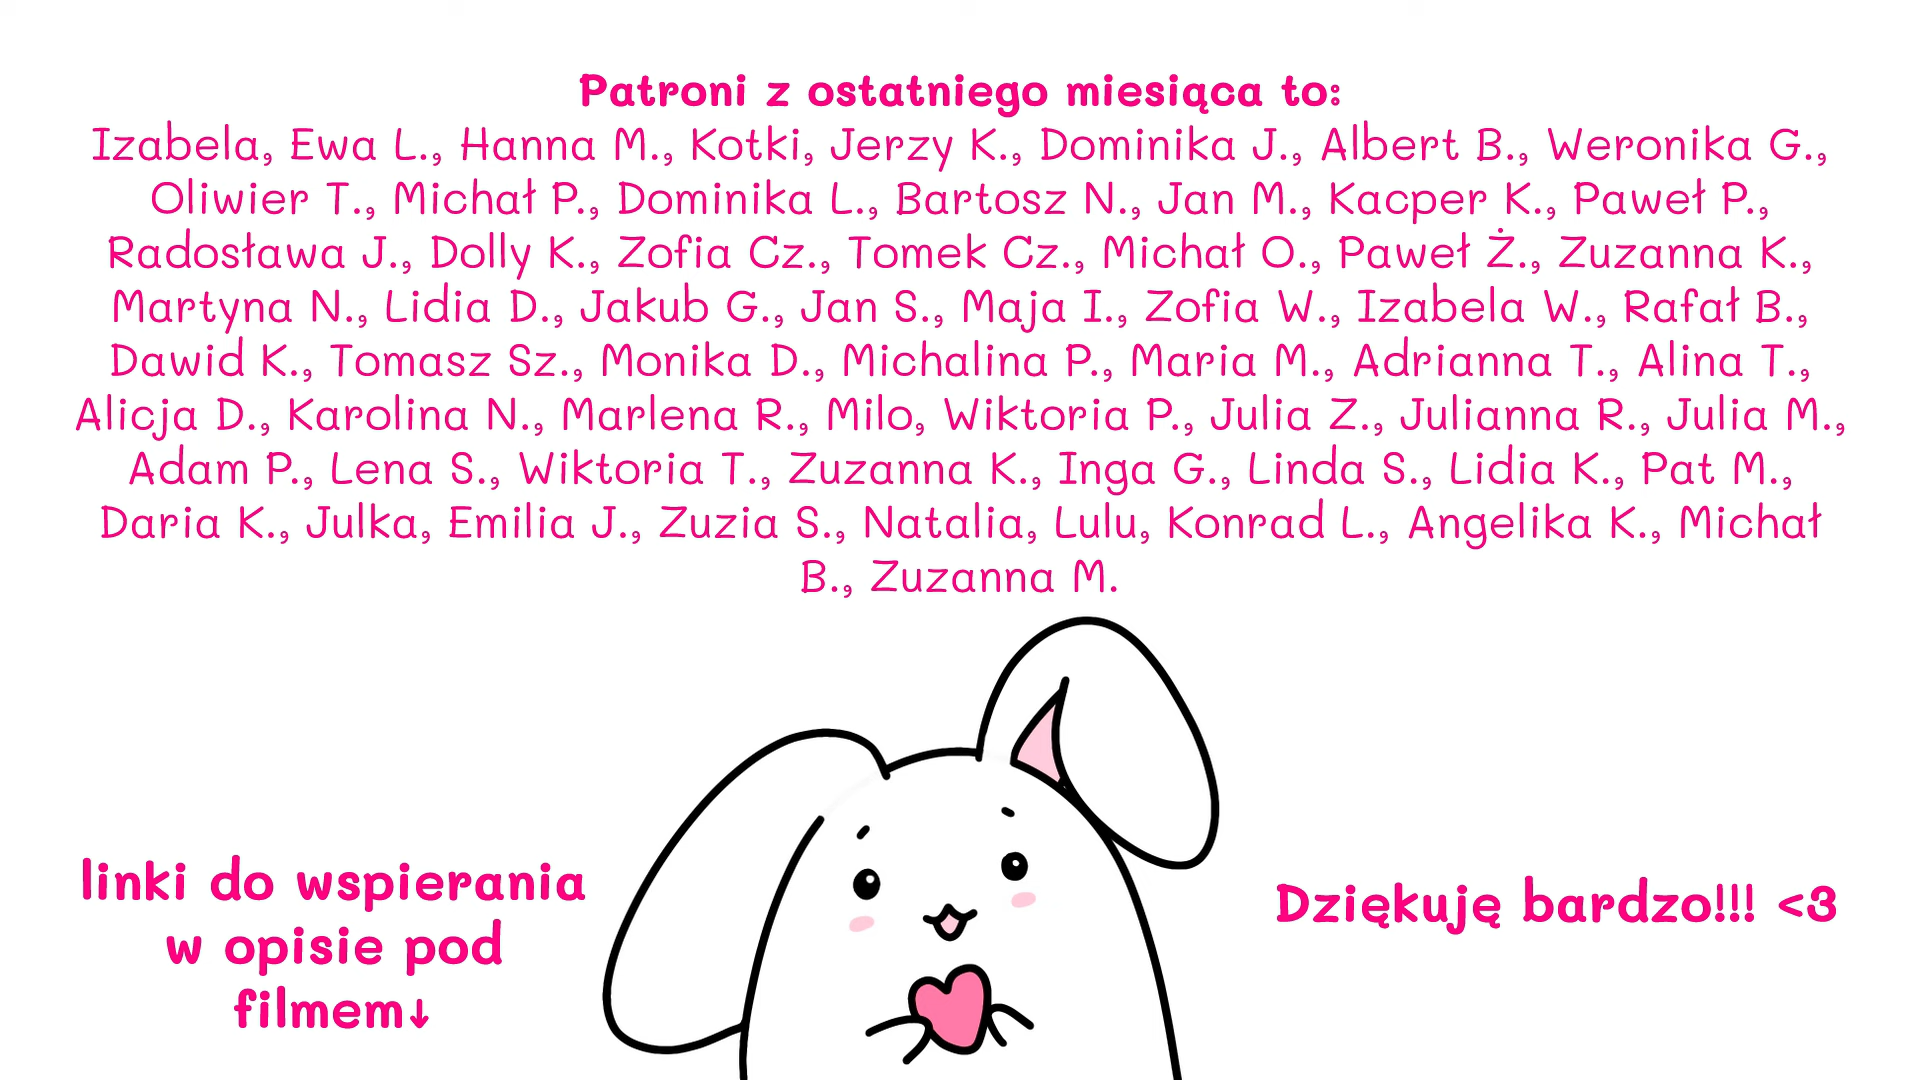 Patroni z ostatniego miesiąca to:
Izabela, Ewa L., Hanna M., Kotki, Jerzy K., Dominika J., Albert B., Weronika G.,
Oliwier T., Michał P., Dominika L., Bartosz N., Jan M., Kacper K., Paweł P.,
Radosława J., Dolly K., Zofia Cz., Tomek Cz., Michał O., Paweł Ż., Zuzanna K.,
Martyna N., Lidia D., Jakub G., Jan S., Maja I., Zofia W., Izabela W., Rafał B.,
Dawid K., Tomasz Sz., Monika D., Michalina P., Maria M., Adrianna T., Alina T.,
Alicja D., Karolina N., Marlena R., Milo, Wiktoria P., Julia Z., Julianna R., Julia M.,
Adam P., Lena S., Wiktoria T., Zuzanna K., Inga G., Linda S., Lidia K., Pat M.,
Daria K., Julka, Emilia J., Zuzia S., Natalia, Lulu, Konrad L., Angelika K., Michał
B., Zuzanna M.
linki do wspierania
w opisie pod
filmem↓
Dziękuję bardzo!!! <3